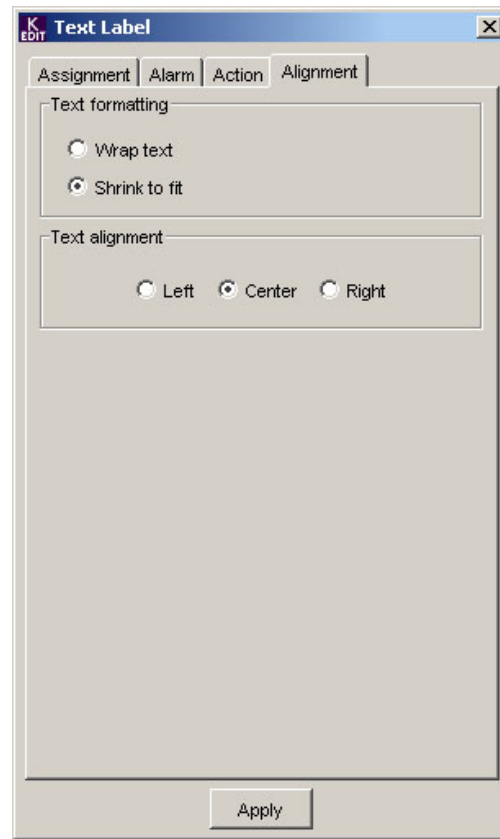 K EDIT Text Label
Assignment Alarm Action Alignment
Text formatting
Wrap text
Shrink to fit
Text alignment
Left Center Right
Apply